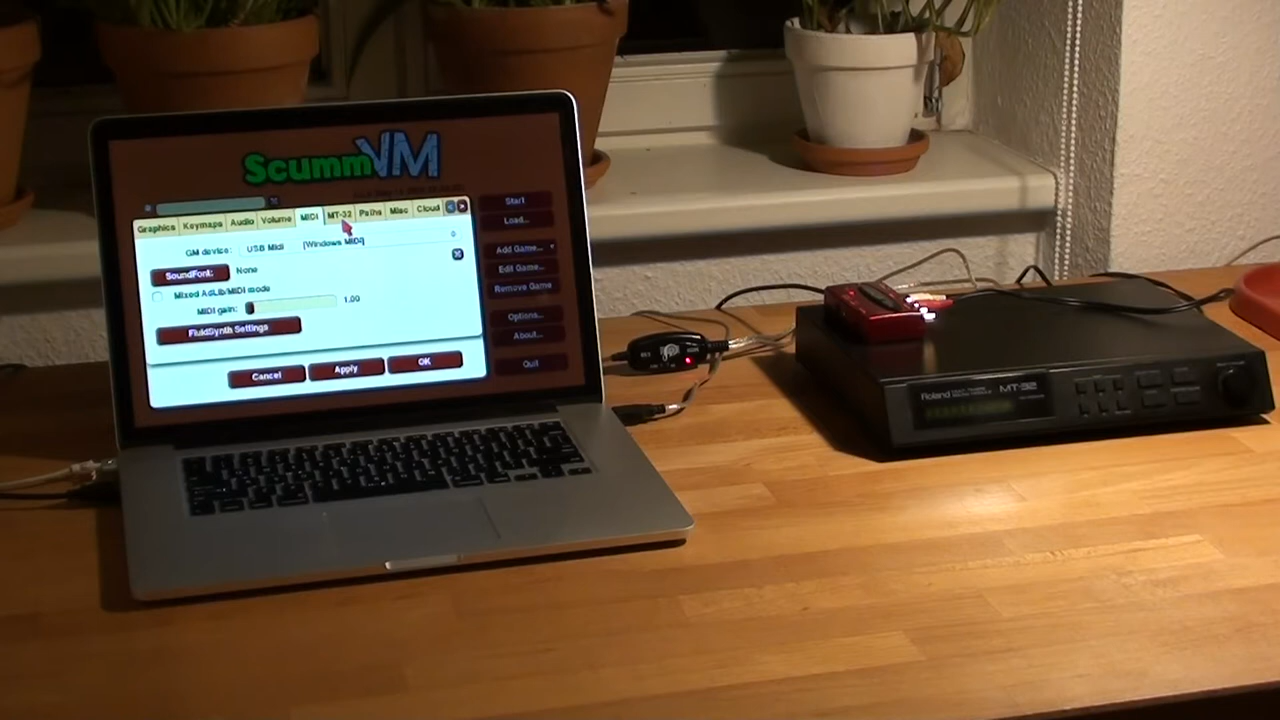 ScummVM
Graphics Keymaps Audio Volume MIDI MT-32 Paths Misc Cloud < >
GM device: USB Midi [Windows MIDI]
SoundFont: None
Mixed AdLib/MIDI mode
MIDI gain: 1.00
FluidSynth Settings
Cancel Apply OK
Start
Load...
Add Game...
Edit Game...
Remove Game
Options...
About...
Quit
Roland
MT-32